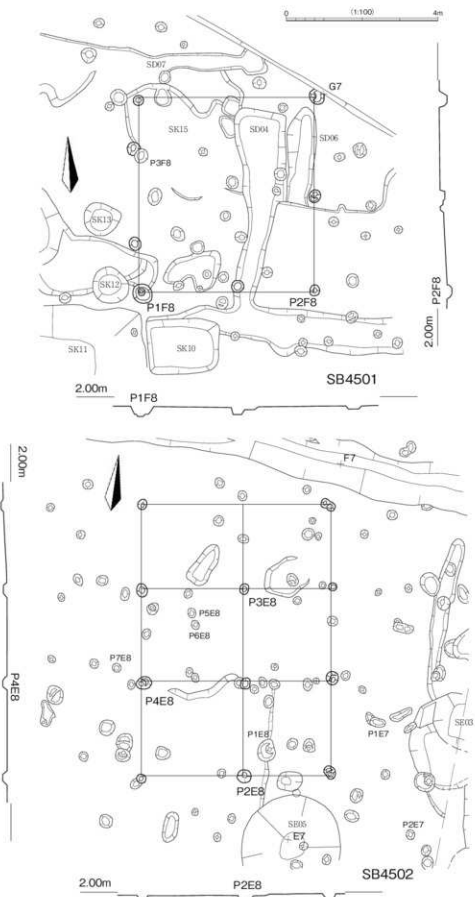 0 (1:100) 4m
G7
SD07
SK15
SD04
SD06
P3F8
SK13
SK12
P1F8
P2F8
P2F8
2.00m
SK11
SK10
SB4501
2.00m
P1F8
2.00m
F7
P3E8
P5E8
P6E8
P7E8
P4E8
P4E8
P1E8
P1E7
SE03
P2E8
SE05
E7
P2E7
SB4502
2.00m
P2E8